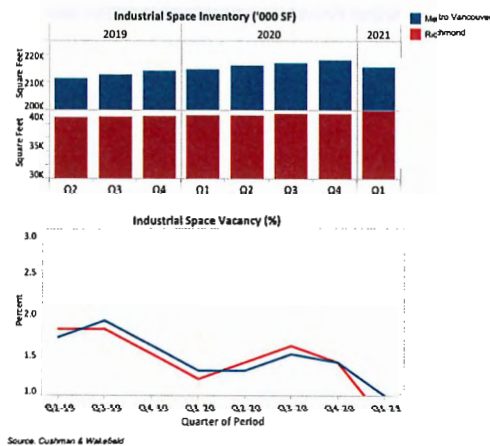 Industrial Space Inventory ('000 SF)
Metro Vancouver
Richmond
2019 2020 2021
Square Feet
220K
210K
200K
Square Feet
40K
35K
30K
Q2 Q3 Q4 Q1 Q2 Q3 Q4 Q1
Industrial Space Vacancy (%)
Percent
3.0
2.5
2.0
1.5
1.0
Q2-19 Q3-19 Q4 19 Q1 20 Q2 20 Q3 20 Q4 20 Q1 21
Quarter of Period
Source. Cushman & Wakefield